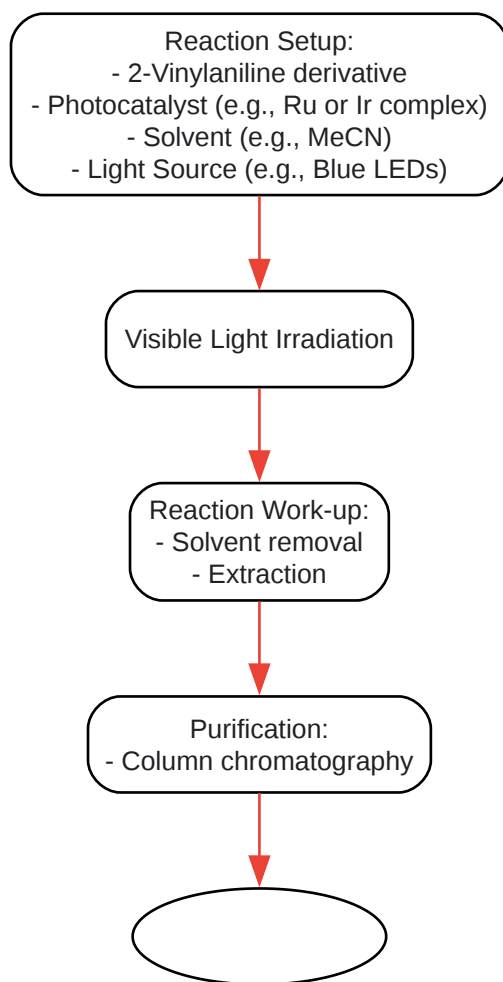 Reaction Setup:
- 2-Vinylaniline derivative
- Photocatalyst (e.g., Ru or Ir complex)
- Solvent (e.g., MeCN)
- Light Source (e.g., Blue LEDs)
Visible Light Irradiation
Reaction Work-up:
- Solvent removal
- Extraction
Purification:
- Column chromatography